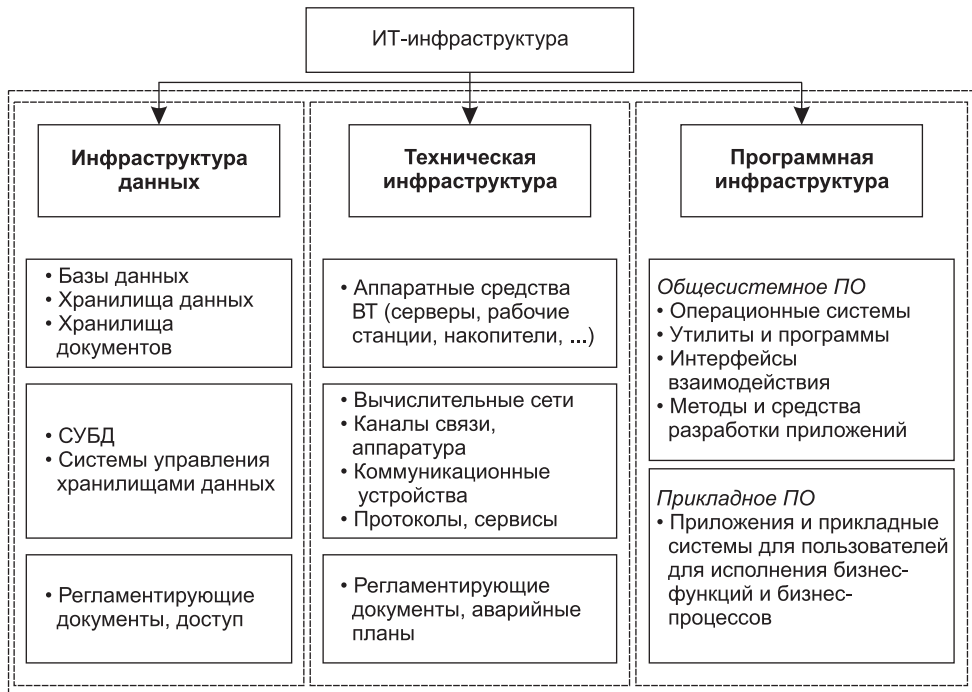 ИТ-инфраструктура
Инфраструктура
данных
• Базы данных
• Хранилища данных
• Хранилища
документов
• СУБД
• Системы управления
хранилищами данных
• Регламентирующие
документы, доступ
Техническая
инфраструктура
• Аппаратные средства
ВТ (серверы, рабочие
станции, накопители, ...)
• Вычислительные сети
• Каналы связи,
аппаратура
• Коммуникационные
устройства
• Протоколы, сервисы
• Регламентирующие
документы, аварийные
планы
Программная
инфраструктура
Общесистемное ПО
• Операционные системы
• Утилиты и программы
• Интерфейсы
взаимодействия
• Методы и средства
разработки приложений
Прикладное ПО
• Приложения и прикладные
системы для пользователей
для исполнения бизнес-
функций и бизнес-
процессов